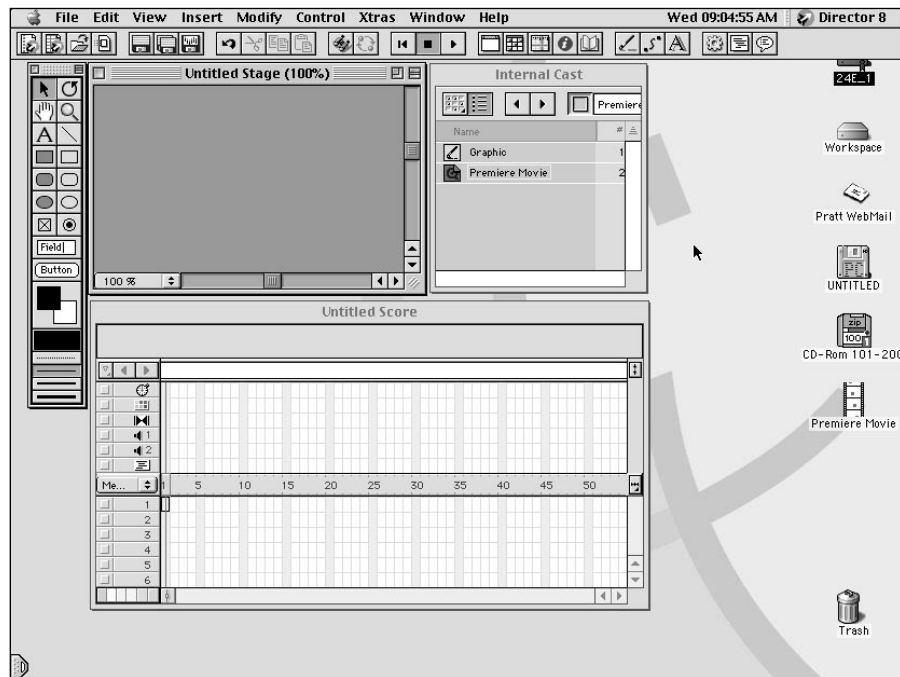 File Edit View Insert Modify Control Xtras Window Help Wed 09:04:55 AM Director 8
Untitled Stage (100%)
Internal Cast
24E_1
Premiere
Name #
Graphic 1
Premiere Movie 2
A
Field
Button
100 %
Workspace
Pratt WebMail
UNTITLED
zip
100
CD-Rom 101-200
Premiere Movie
Untitled Score
1
2
Me... 1 5 10 15 20 25 30 35 40 45 50
1
2
3
4
5
6
Trash